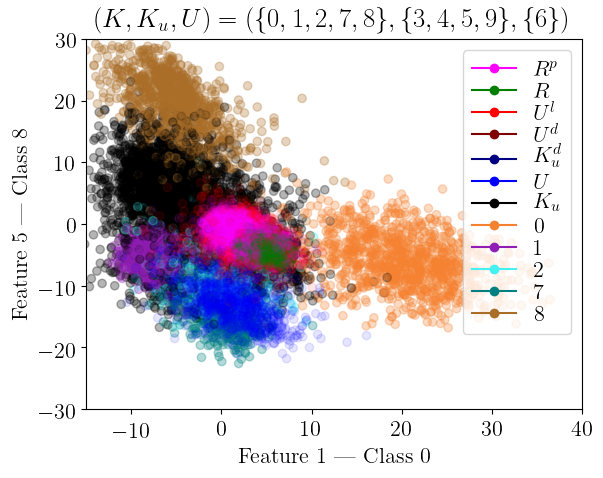 (K, K_u, U) = ({0, 1, 2, 7, 8}, {3, 4, 5, 9}, {6})
30
20
10
0
−10
−20
−30
Feature 5 — Class 8
R^p
R
U^l
U^d
K_u^d
U
K_u
0
1
2
7
8
−10
0
10
20
30
40
Feature 1 — Class 0